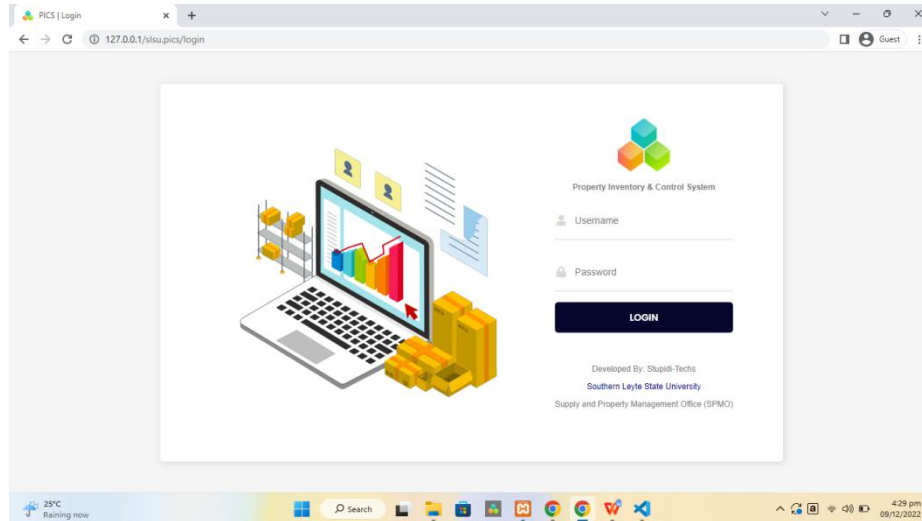 PICS | Login
127.0.0.1/slsu.pics/login
Guest
Property Inventory & Control System
Username
Password
LOGIN
Developed By: Stupidi-Techs
Southern Leyte State University
Supply and Property Management Office (SPMO)
25°C
Raining now
Search
4:29 pm
09/12/2022